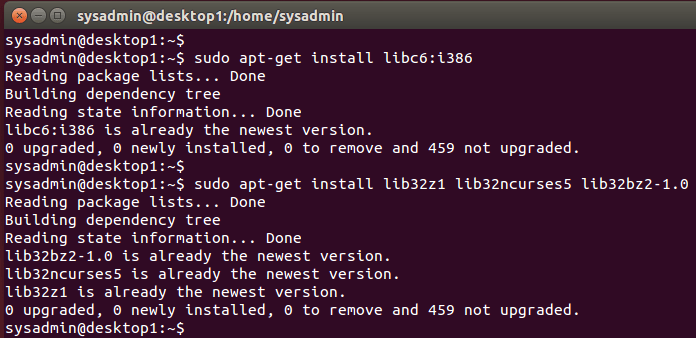 sysadmin@desktop1:/home/sysadmin
sysadmin@desktop1:~$
sysadmin@desktop1:~$ sudo apt-get install libc6:i386
Reading package lists... Done
Building dependency tree
Reading state information... Done
libc6:i386 is already the newest version.
0 upgraded, 0 newly installed, 0 to remove and 459 not upgraded.
sysadmin@desktop1:~$
sysadmin@desktop1:~$ sudo apt-get install lib32z1 lib32ncurses5 lib32bz2-1.0
Reading package lists... Done
Building dependency tree
Reading state information... Done
lib32bz2-1.0 is already the newest version.
lib32ncurses5 is already the newest version.
lib32z1 is already the newest version.
0 upgraded, 0 newly installed, 0 to remove and 459 not upgraded.
sysadmin@desktop1:~$